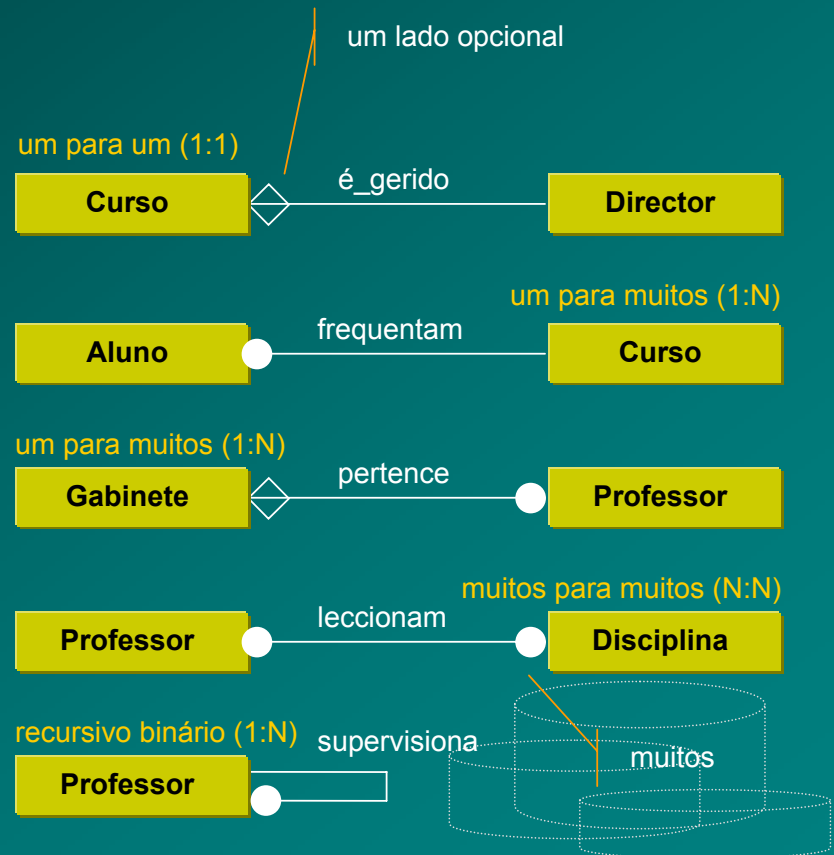 um lado opcional
um para um (1:1)
Curso
é_gerido
Director
um para muitos (1:N)
Aluno
frequentam
Curso
um para muitos (1:N)
Gabinete
pertence
Professor
muitos para muitos (N:N)
Professor
leccionam
Disciplina
recursivo binário (1:N)
supervisiona
muitos
Professor